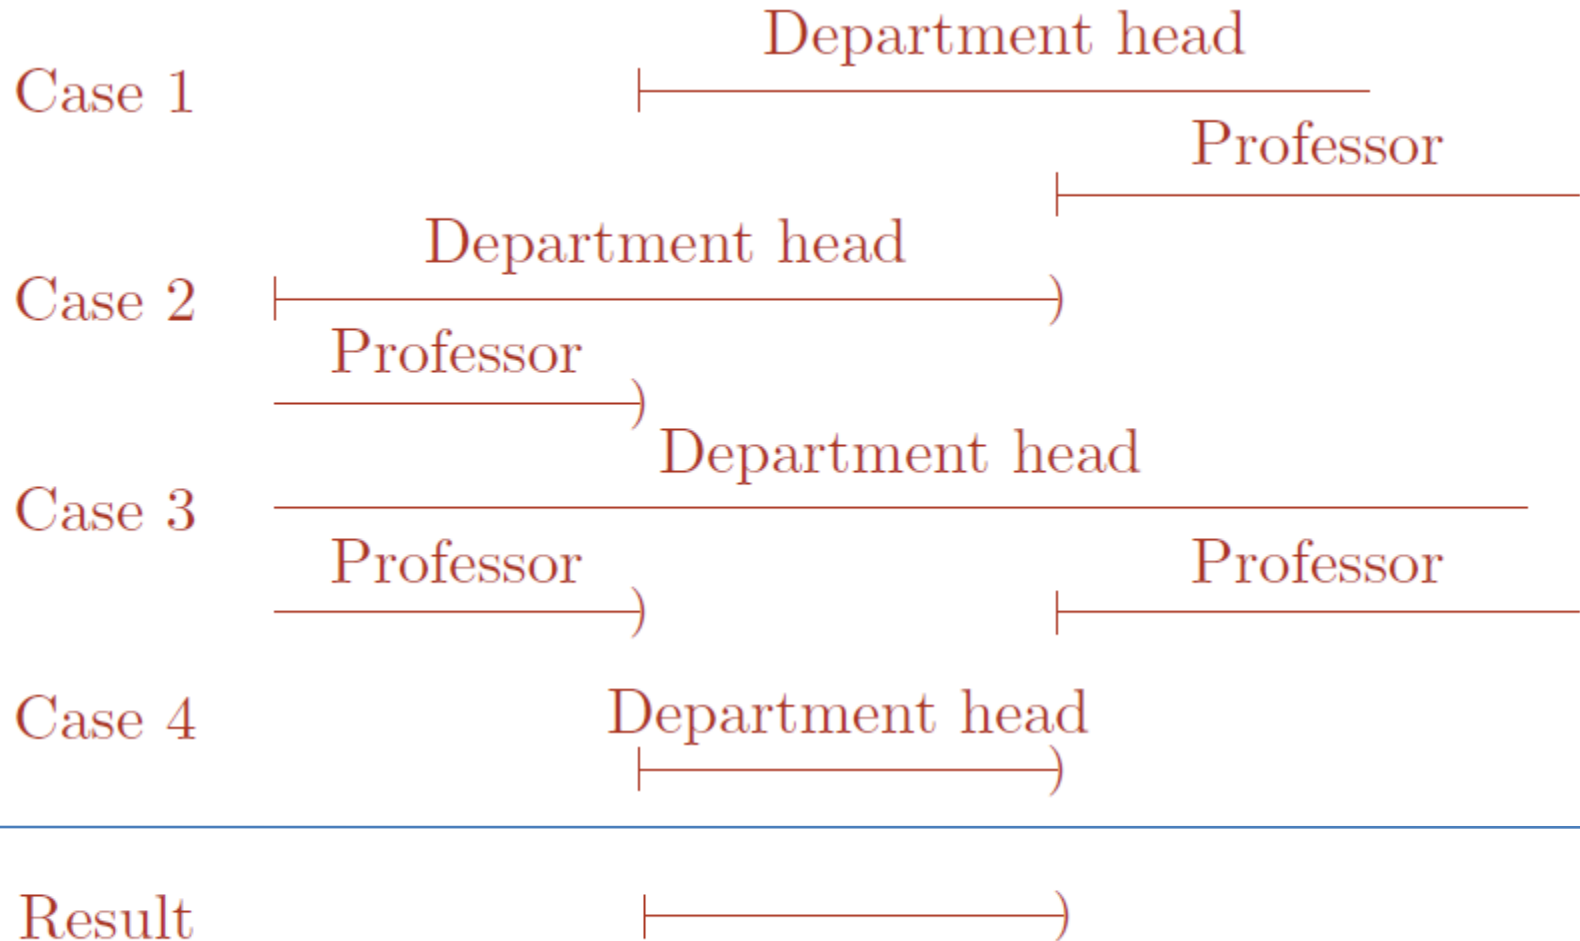 Department head
Case 1
Professor
Department head
Case 2
Professor
Department head
Case 3
Professor Professor
Department head
Case 4
Result